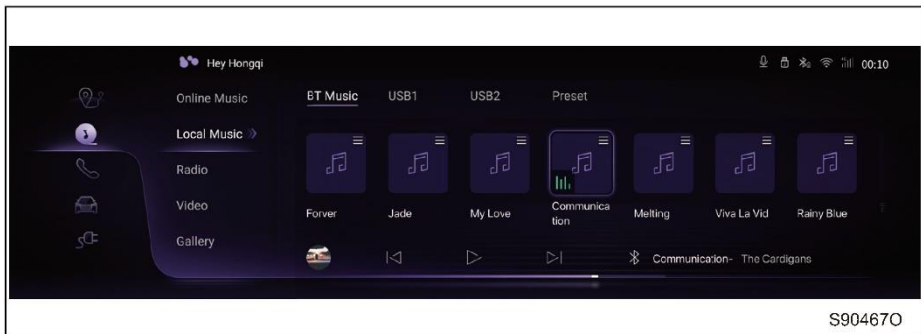 Hey Hongqi
00:10
Online Music
BT Music
USB1
USB2
Preset
Local Music
Radio
Video
Gallery
Forver
Jade
My Love
Communica
tion
Melting
Viva La Vid
Rainy Blue
Communication- The Cardigans
S90467O